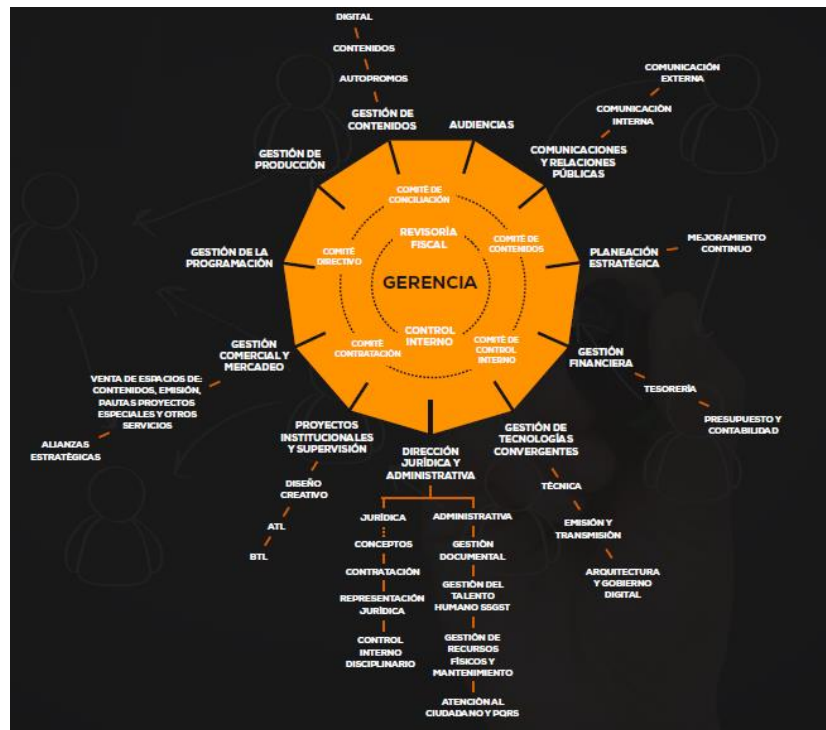 DIGITAL
CONTENIDOS
AUTOPROMOS
GESTIÓN DE
CONTENIDOS
AUDIENCIAS
COMUNICACIÓN
EXTERNA
COMUNICACIÓN
INTERNA
COMUNICACIONES
Y RELACIONES
PÚBLICAS
GESTIÓN DE
PRODUCCIÓN
COMITÉ DE
CONCILIACIÓN
REVISORÍA
FISCAL
COMITÉ DE
CONTENIDOS
COMITÉ
DIRECTIVO
GERENCIA
CONTROL
INTERNO
COMITÉ
CONTRATACIÓN
COMITÉ DE
CONTROL
INTERNO
GESTIÓN DE LA
PROGRAMACIÓN
PLANEACIÓN
ESTRATÉGICA
MEJORAMIENTO
CONTINUO
GESTIÓN
COMERCIAL Y
MERCADEO
VENTA DE ESPACIOS DE:
CONTENIDOS, EMISIÓN,
PAUTAS PROYECTOS
ESPECIALES Y OTROS
SERVICIOS
ALIANZAS
ESTRATÉGICAS
GESTIÓN
FINANCIERA
TESORERÍA
PRESUPUESTO Y
CONTABILIDAD
PROYECTOS
INSTITUCIONALES
Y SUPERVISIÓN
DISEÑO
CREATIVO
ATL
BTL
DIRECCIÓN
JURÍDICA Y
ADMINISTRATIVA
JURÍDICA
CONCEPTOS
CONTRATACIÓN
REPRESENTACIÓN
JURÍDICA
CONTROL
INTERNO
DISCIPLINARIO
ADMINISTRATIVA
GESTIÓN
DOCUMENTAL
GESTIÓN DEL
TALENTO
HUMANO SSGST
GESTIÓN DE
RECURSOS
FÍSICOS Y
MANTENIMIENTO
ATENCIÓN AL
CIUDADANO Y PQRS
GESTIÓN DE
TECNOLOGÍAS
CONVERGENTES
TÉCNICA
EMISIÓN Y
TRANSMISIÓN
ARQUITECTURA
Y GOBIERNO
DIGITAL